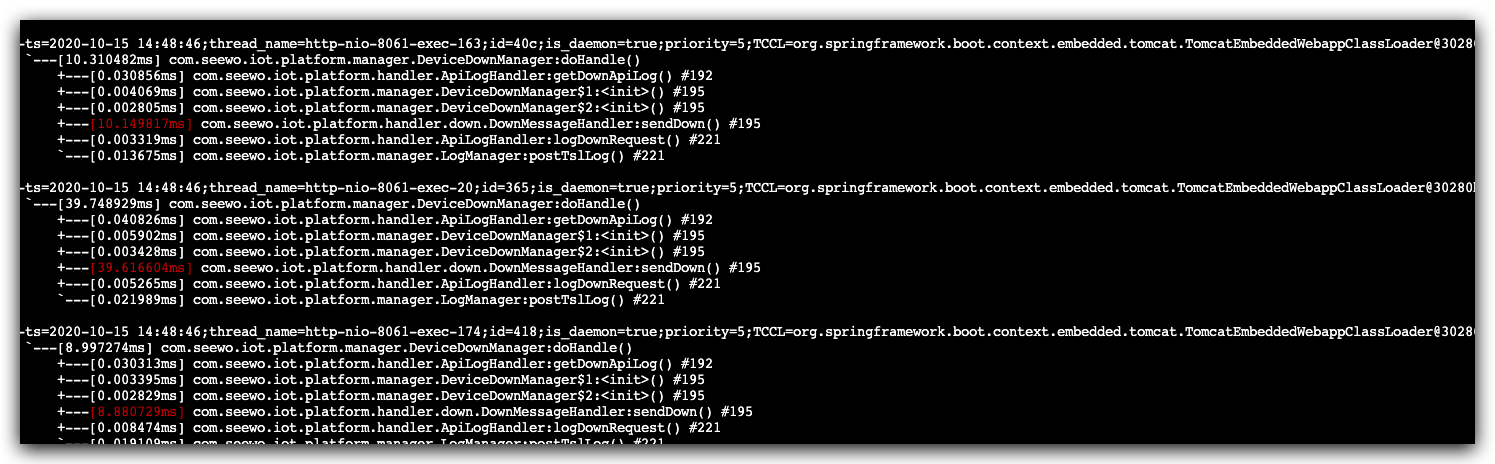 -ts=2020-10-15 14:48:46;thread_name=http-nio-8061-exec-163;id=40c;is_daemon=true;priority=5;TCCL=org.springframework.boot.context.embedded.tomcat.TomcatEmbeddedWebappClassLoader@3028
`---[10.310482ms] com.seewo.iot.platform.manager.DeviceDownManager:doHandle()
+---[0.030856ms] com.seewo.iot.platform.handler.ApiLogHandler:getDownApiLog() #192
+---[0.004069ms] com.seewo.iot.platform.manager.DeviceDownManager$1:<init>() #195
+---[0.002805ms] com.seewo.iot.platform.manager.DeviceDownManager$2:<init>() #195
+---[10.149817ms] com.seewo.iot.platform.handler.down.DownMessageHandler:sendDown() #195
+---[0.003319ms] com.seewo.iot.platform.handler.ApiLogHandler:logDownRequest() #221
`---[0.013675ms] com.seewo.iot.platform.manager.LogManager:postTslLog() #221
-ts=2020-10-15 14:48:46;thread_name=http-nio-8061-exec-20;id=365;is_daemon=true;priority=5;TCCL=org.springframework.boot.context.embedded.tomcat.TomcatEmbeddedWebappClassLoader@30280
`---[39.748929ms] com.seewo.iot.platform.manager.DeviceDownManager:doHandle()
+---[0.040826ms] com.seewo.iot.platform.handler.ApiLogHandler:getDownApiLog() #192
+---[0.005902ms] com.seewo.iot.platform.manager.DeviceDownManager$1:<init>() #195
+---[0.003428ms] com.seewo.iot.platform.manager.DeviceDownManager$2:<init>() #195
+---[39.616604ms] com.seewo.iot.platform.handler.down.DownMessageHandler:sendDown() #195
+---[0.005265ms] com.seewo.iot.platform.handler.ApiLogHandler:logDownRequest() #221
`---[0.021989ms] com.seewo.iot.platform.manager.LogManager:postTslLog() #221
-ts=2020-10-15 14:48:46;thread_name=http-nio-8061-exec-174;id=418;is_daemon=true;priority=5;TCCL=org.springframework.boot.context.embedded.tomcat.TomcatEmbeddedWebappClassLoader@3028
`---[8.997274ms] com.seewo.iot.platform.manager.DeviceDownManager:doHandle()
+---[0.030313ms] com.seewo.iot.platform.handler.ApiLogHandler:getDownApiLog() #192
+---[0.003395ms] com.seewo.iot.platform.manager.DeviceDownManager$1:<init>() #195
+---[0.002829ms] com.seewo.iot.platform.manager.DeviceDownManager$2:<init>() #195
+---[8.880729ms] com.seewo.iot.platform.handler.down.DownMessageHandler:sendDown() #195
+---[0.008474ms] com.seewo.iot.platform.handler.ApiLogHandler:logDownRequest() #221
`---[0.019109ms] com.seewo.iot.platform.manager.LogManager:postTslLog() #221